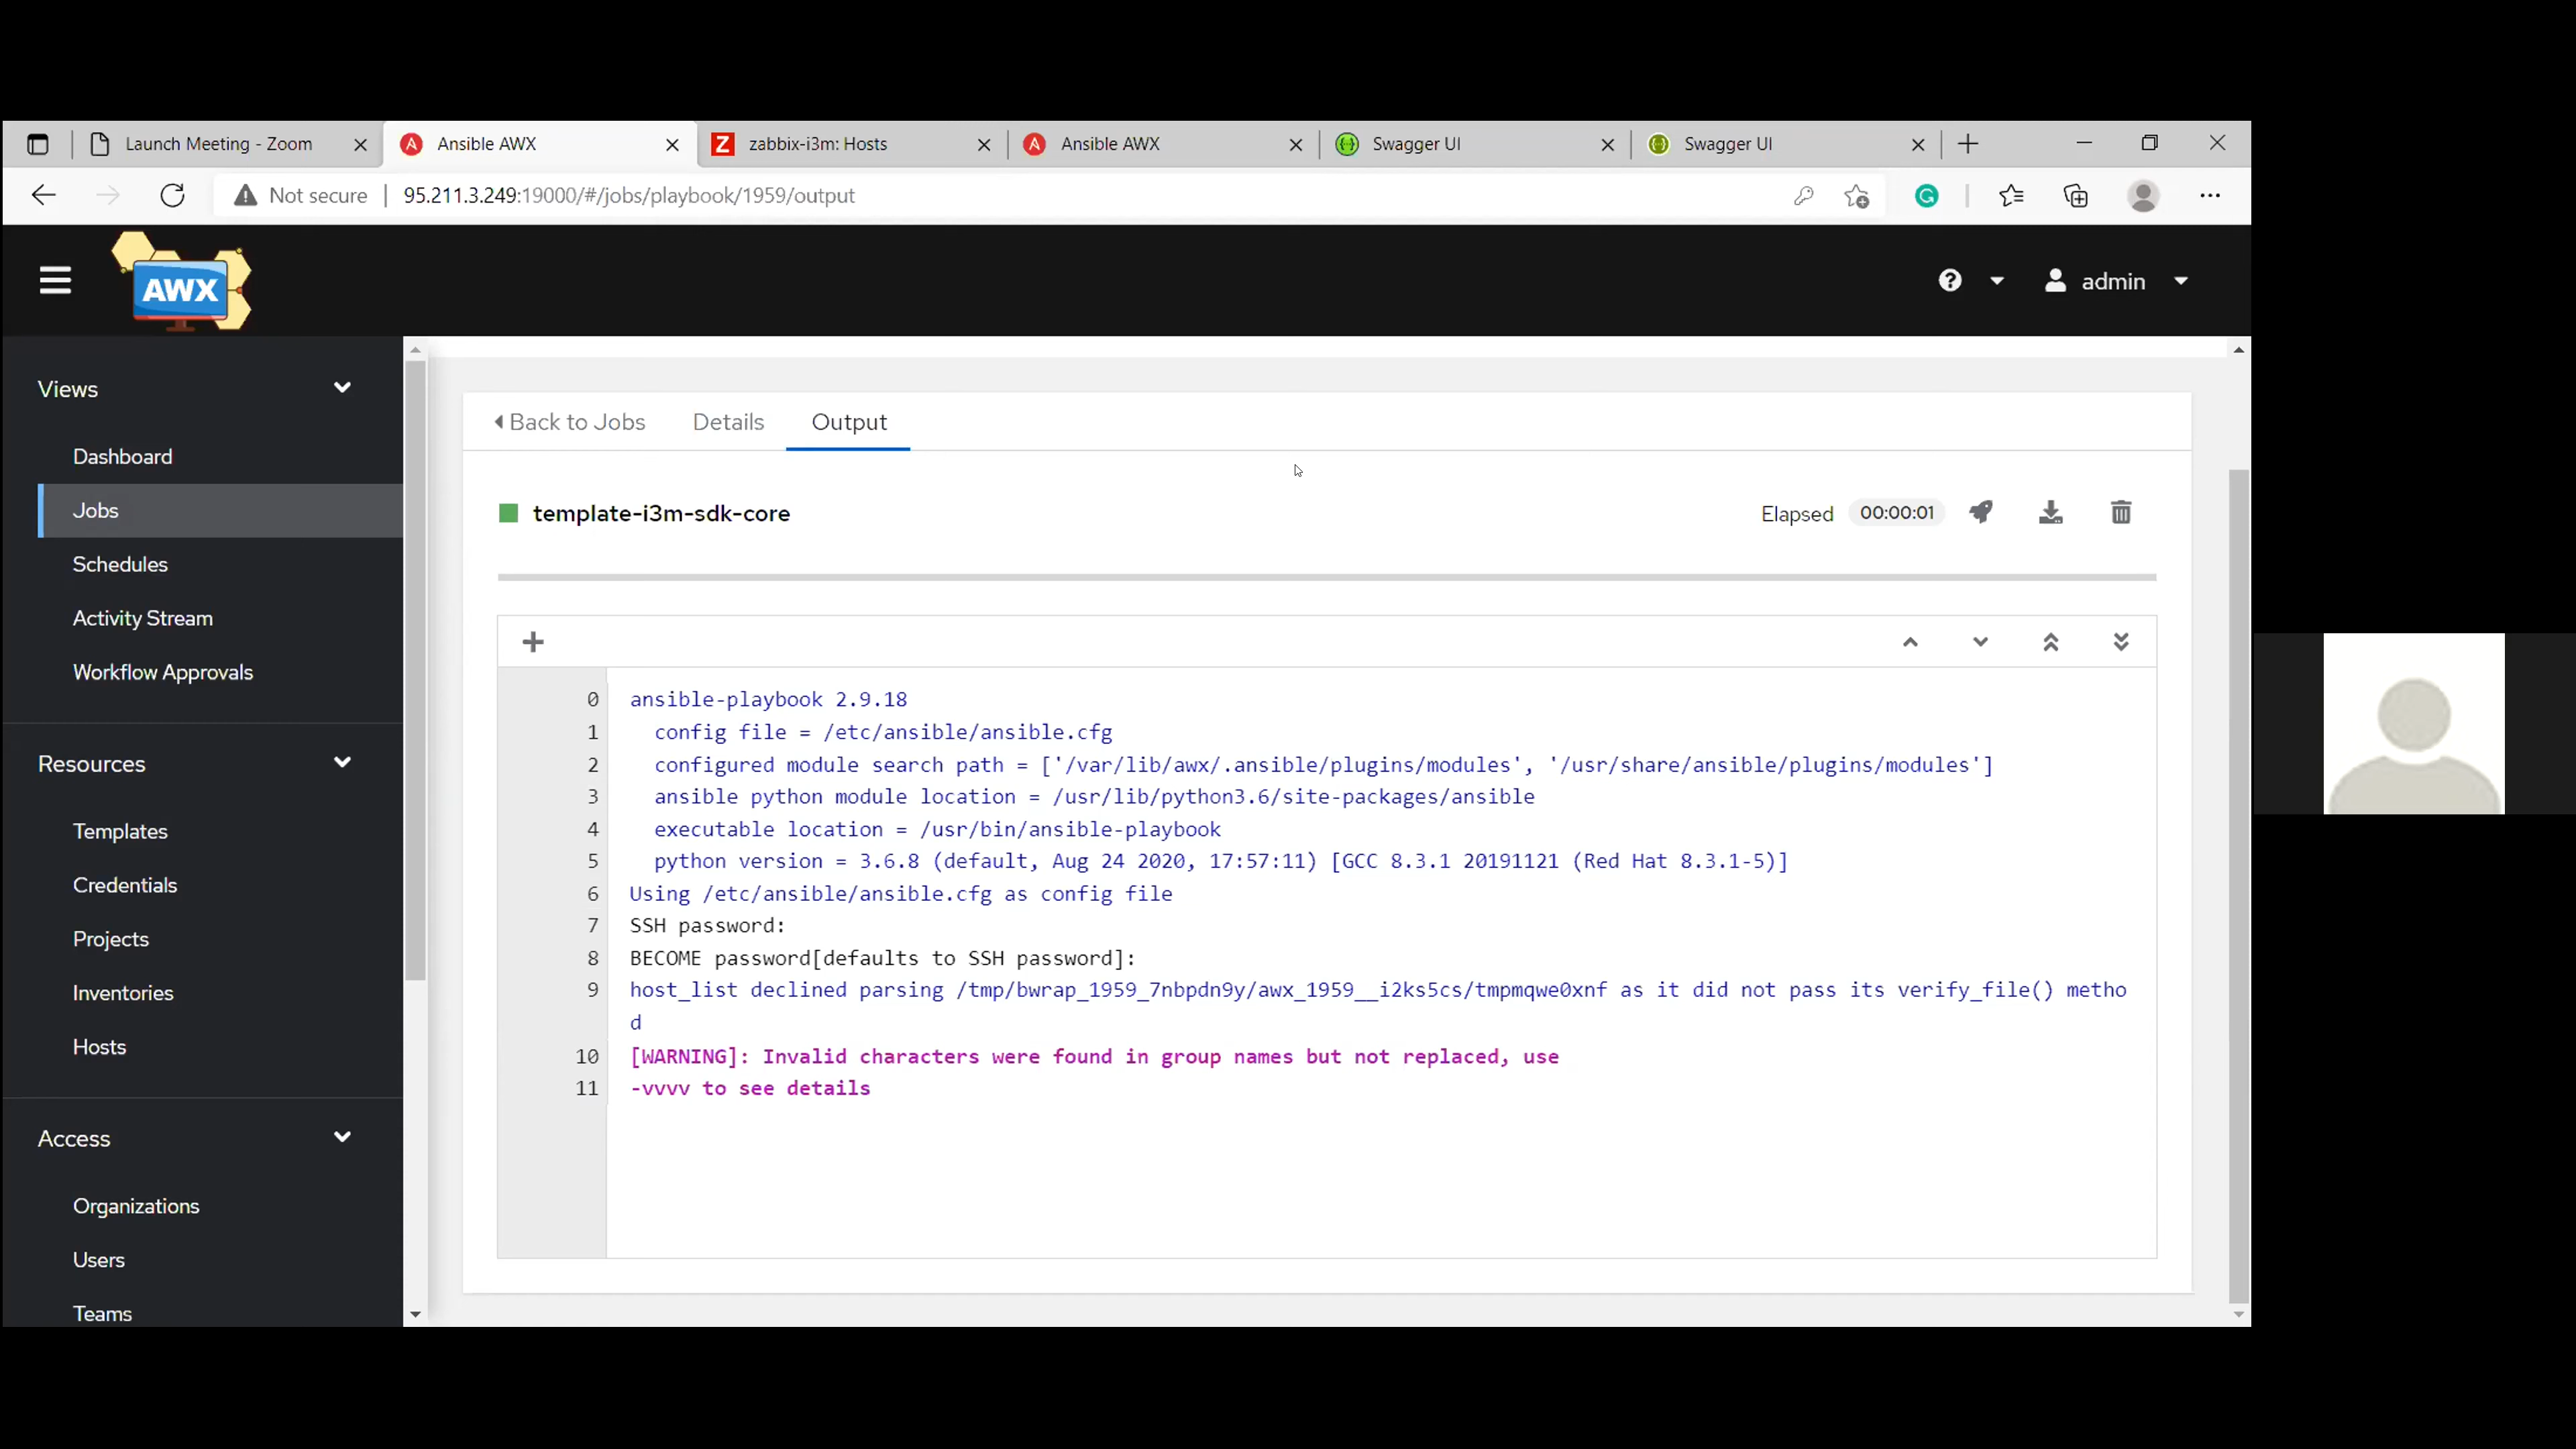 Launch Meeting - Zoom
Ansible AWX
zabbix-i3m: Hosts
Ansible AWX
Swagger UI
Swagger UI
Not secure
95.211.3.249:19000/#/jobs/playbook/1959/output
AWX
admin
Views
Dashboard
Jobs
Schedules
Activity Stream
Workflow Approvals
Resources
Templates
Credentials
Projects
Inventories
Hosts
Access
Organizations
Users
Teams
Back to Jobs Details Output
template-i3m-sdk-core
Elapsed 00:00:01
0 ansible-playbook 2.9.18
1 config file = /etc/ansible/ansible.cfg
2 configured module search path = ['/var/lib/awx/.ansible/plugins/modules', '/usr/share/ansible/plugins/modules']
3 ansible python module location = /usr/lib/python3.6/site-packages/ansible
4 executable location = /usr/bin/ansible-playbook
5 python version = 3.6.8 (default, Aug 24 2020, 17:57:11) [GCC 8.3.1 20191121 (Red Hat 8.3.1-5)]
6 Using /etc/ansible/ansible.cfg as config file
7 SSH password:
8 BECOME password[defaults to SSH password]:
9 host_list declined parsing /tmp/bwrap_1959_7nbpdn9y/awx_1959__i2ks5cs/tmpmqwe0xnf as it did not pass its verify_file() metho
d
10 [WARNING]: Invalid characters were found in group names but not replaced, use
11 -vvvv to see details